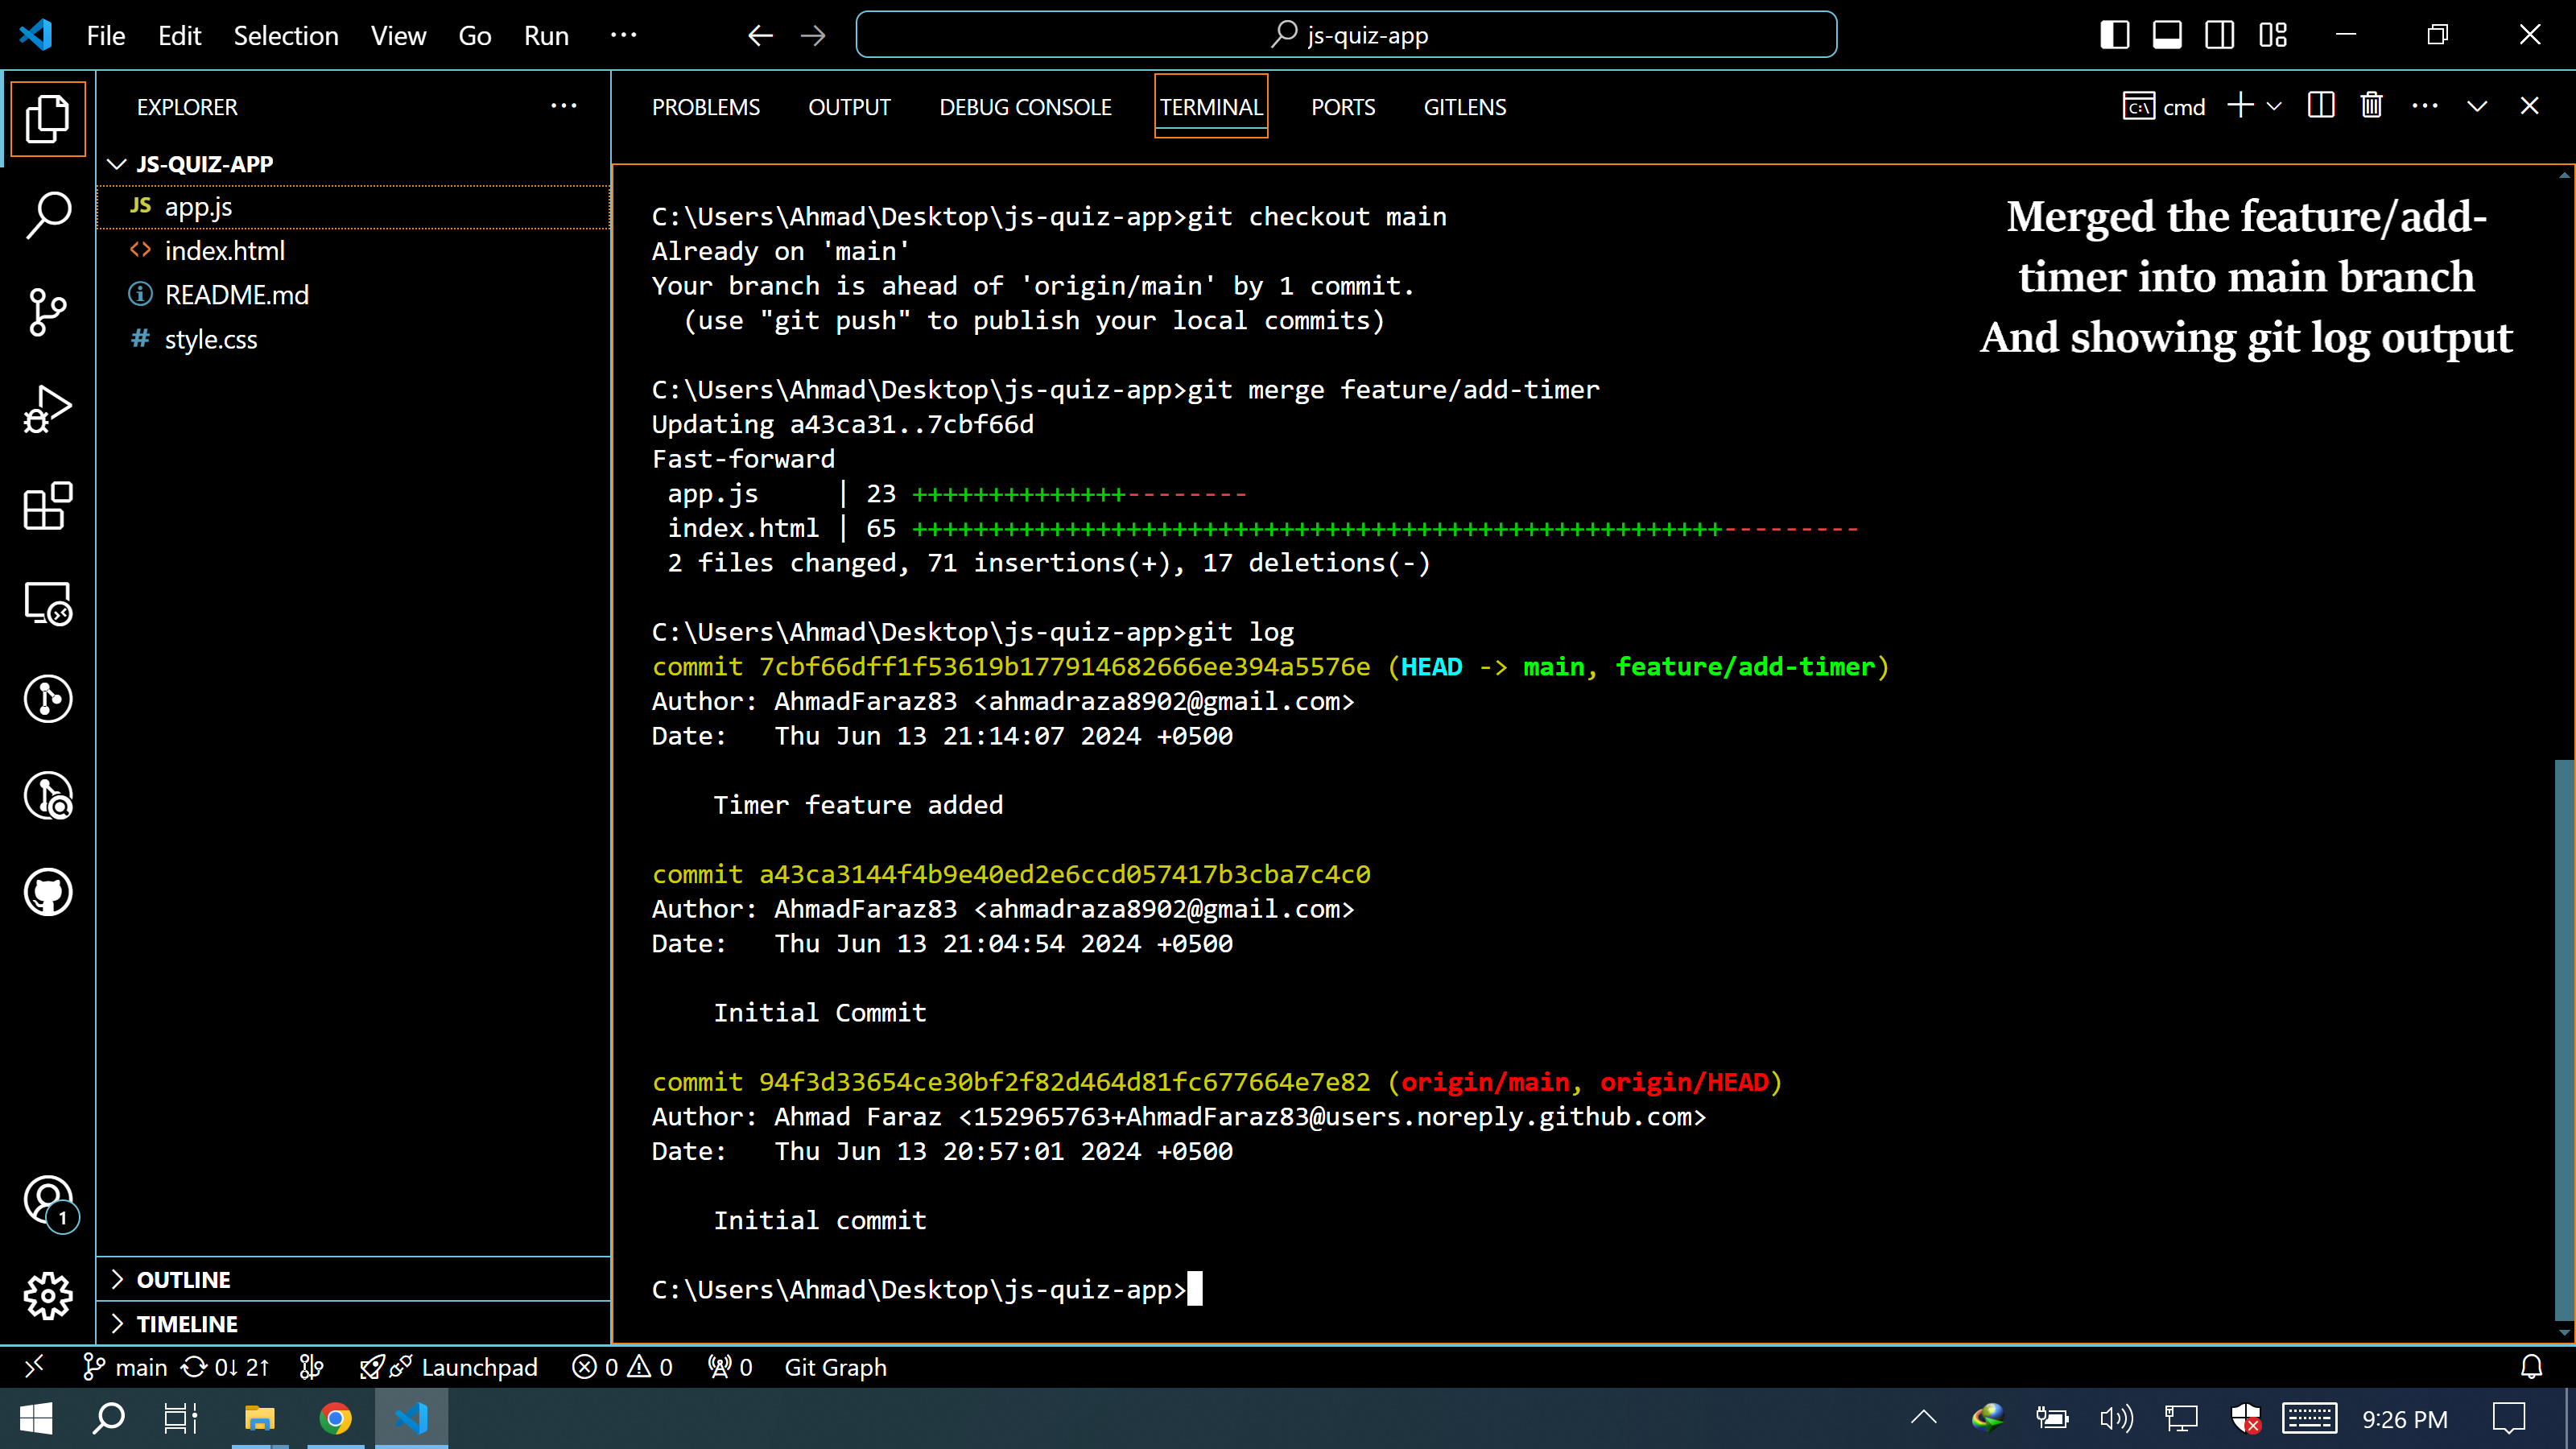 File Edit Selection View Go Run ...
js-quiz-app
EXPLORER
JS-QUIZ-APP
JS app.js
<> index.html
README.md
# style.css
OUTLINE
TIMELINE
PROBLEMS OUTPUT DEBUG CONSOLE TERMINAL PORTS GITLENS
cmd
Merged the feature/add-
timer into main branch
And showing git log output
C:\Users\Ahmad\Desktop\js-quiz-app>git checkout main
Already on 'main'
Your branch is ahead of 'origin/main' by 1 commit.
(use "git push" to publish your local commits)
C:\Users\Ahmad\Desktop\js-quiz-app>git merge feature/add-timer
Updating a43ca31..7cbf66d
Fast-forward
app.js | 23 ++++++++++++++--------
index.html | 65 +++++++++++++++++++++++++++++++++++++++++++++++++++++---------
2 files changed, 71 insertions(+), 17 deletions(-)
C:\Users\Ahmad\Desktop\js-quiz-app>git log
commit 7cbf66dff1f53619b177914682666ee394a5576e (HEAD -> main, feature/add-timer)
Author: AhmadFaraz83 <ahmadraza8902@gmail.com>
Date: Thu Jun 13 21:14:07 2024 +0500
Timer feature added
commit a43ca3144f4b9e40ed2e6ccd057417b3cba7c4c0
Author: AhmadFaraz83 <ahmadraza8902@gmail.com>
Date: Thu Jun 13 21:04:54 2024 +0500
Initial Commit
commit 94f3d33654ce30bf2f82d464d81fc677664e7e82 (origin/main, origin/HEAD)
Author: Ahmad Faraz <152965763+AhmadFaraz83@users.noreply.github.com>
Date: Thu Jun 13 20:57:01 2024 +0500
Initial commit
C:\Users\Ahmad\Desktop\js-quiz-app>
1
main 0↓ 2↑ Launchpad 0 0 0 Git Graph
9:26 PM